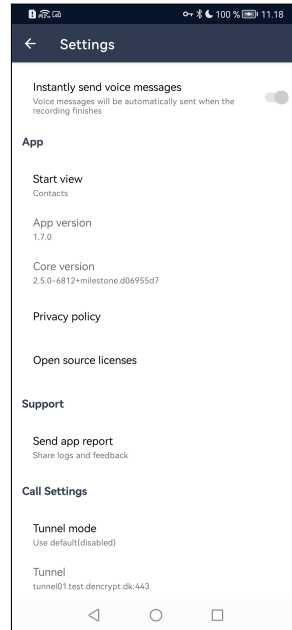 100 % 11.18
Settings
Instantly send voice messages
Voice messages will be automatically sent when the
recording finishes
App
Start view
Contacts
App version
1.7.0
Core version
2.5.0-6812+milestone.d06955d7
Privacy policy
Open source licenses
Support
Send app report
Share logs and feedback
Call Settings
Tunnel mode
Use default(disabled)
Tunnel
tunnel01.test.dencrypt.dk:443